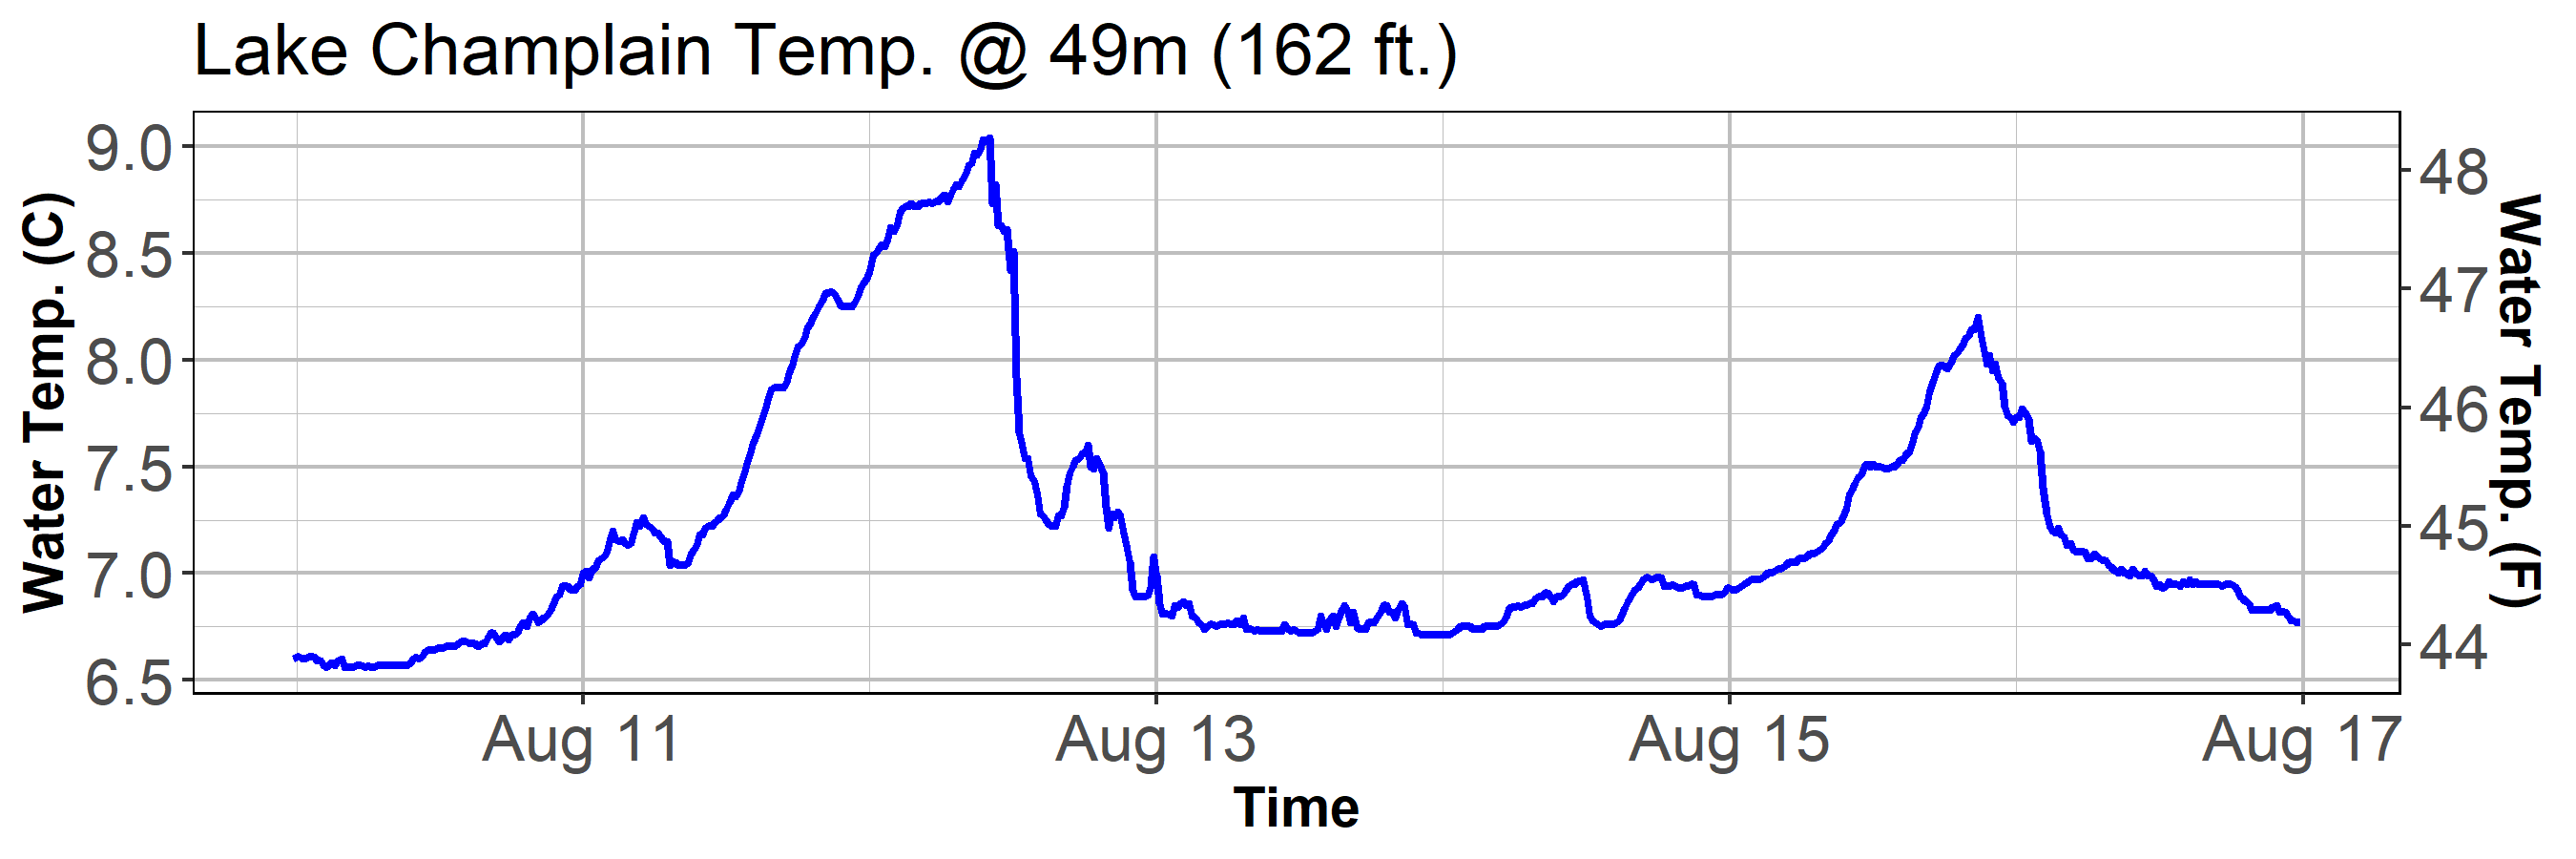 Lake Champlain Temp. @ 49m (162 ft.)
Water Temp. (C)
9.0
8.5
8.0
7.5
7.0
6.5
48
47
46
45
44
Water Temp. (F)
Aug 11 Aug 13 Aug 15 Aug 17
Time